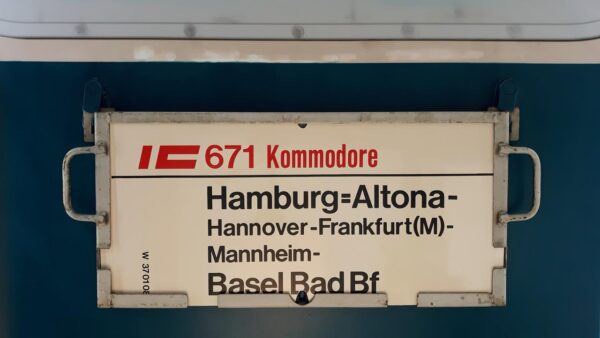 IC 671 Kommodore
Hamburg=Altona-
Hannover-Frankfurt(M)-
Mannheim-
Basel Bad Bf